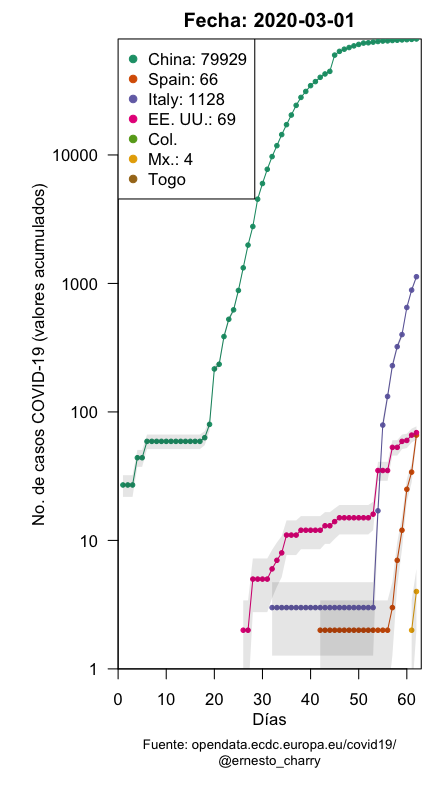 Fecha: 2020-03-01
China: 79929
Spain: 66
Italy: 1128
EE. UU.: 69
Col.
Mx.: 4
Togo
No. de casos COVID-19 (valores acumulados)
10000
1000
100
10
1
0 10 20 30 40 50 60
Días
Fuente: opendata.ecdc.europa.eu/covid19/
@ernesto_charry